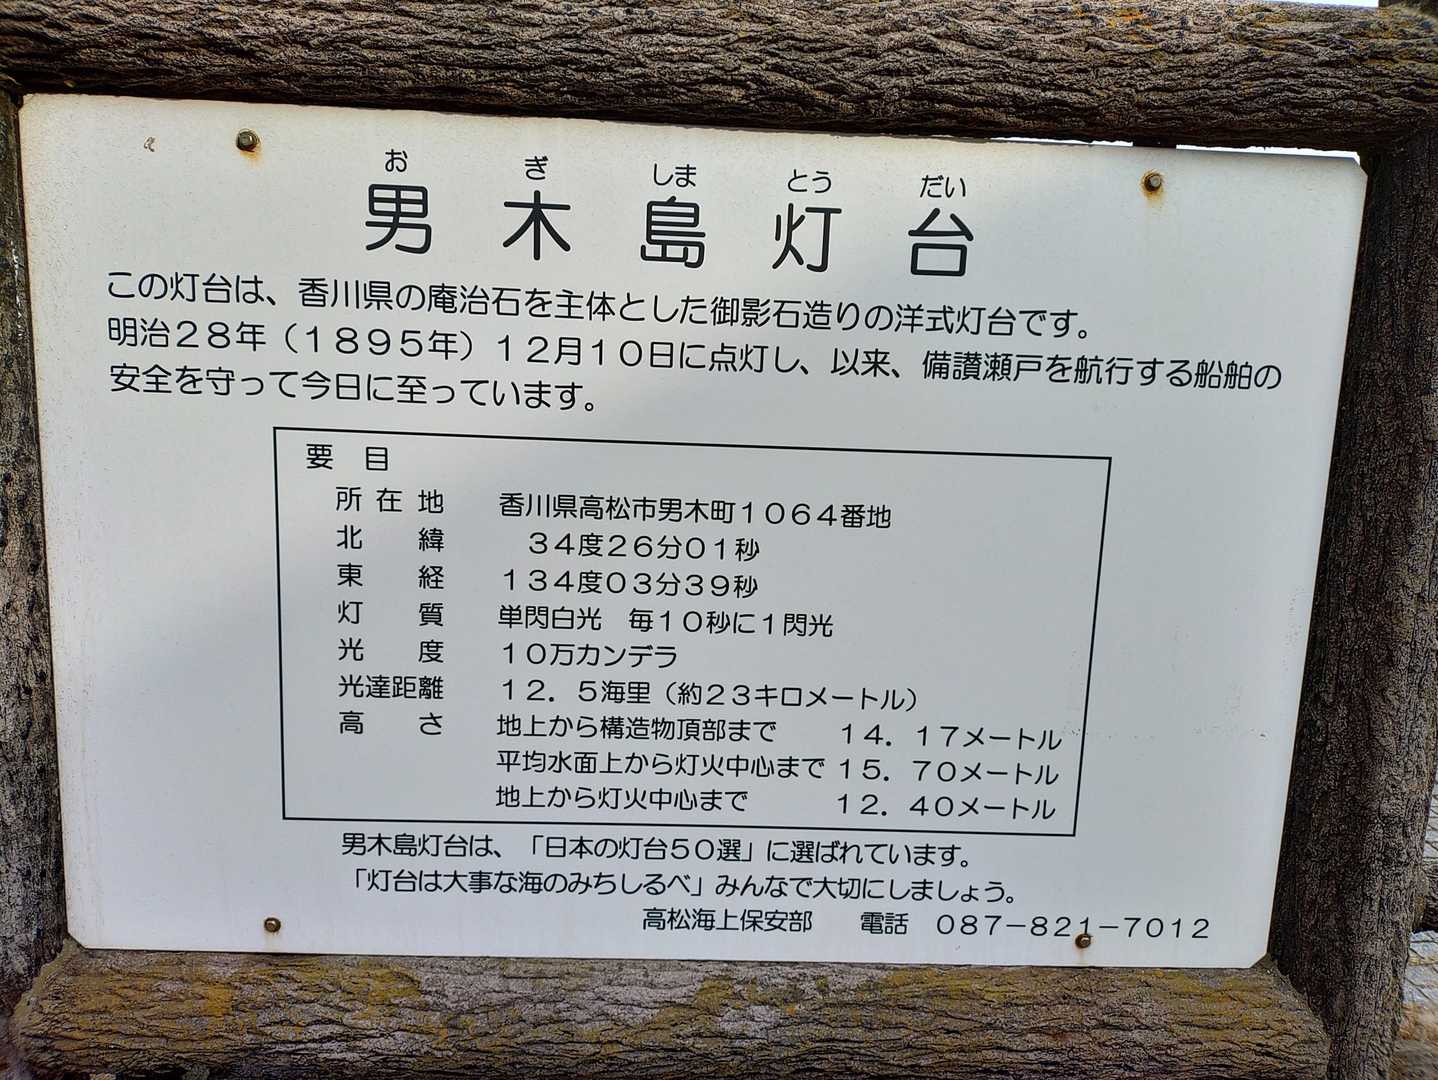 お ぎ しま とう だい
男木島灯台
この灯台は、香川県の庵治石を主体とした御影石造りの洋式灯台です。
明治２８年（１８９５年）１２月１０日に点灯し、以来、備讃瀬戸を航行する船舶の
安全を守って今日に至っています。
要　目
所在地　香川県高松市男木町１０６４番地
北　緯　３４度２６分０１秒
東　経　１３４度０３分３９秒
灯　質　単閃白光　毎１０秒に１閃光
光　度　１０万カンデラ
光達距離　１２．５海里（約２３キロメートル）
高　さ　地上から構造物頂部まで　１４．１７メートル
平均水面上から灯火中心まで　１５．７０メートル
地上から灯火中心まで　１２．４０メートル
男木島灯台は、「日本の灯台５０選」に選ばれています。
「灯台は大事な海のみちしるべ」みんなで大切にしましょう。
高松海上保安部　電話　０８７－８２１－７０１２